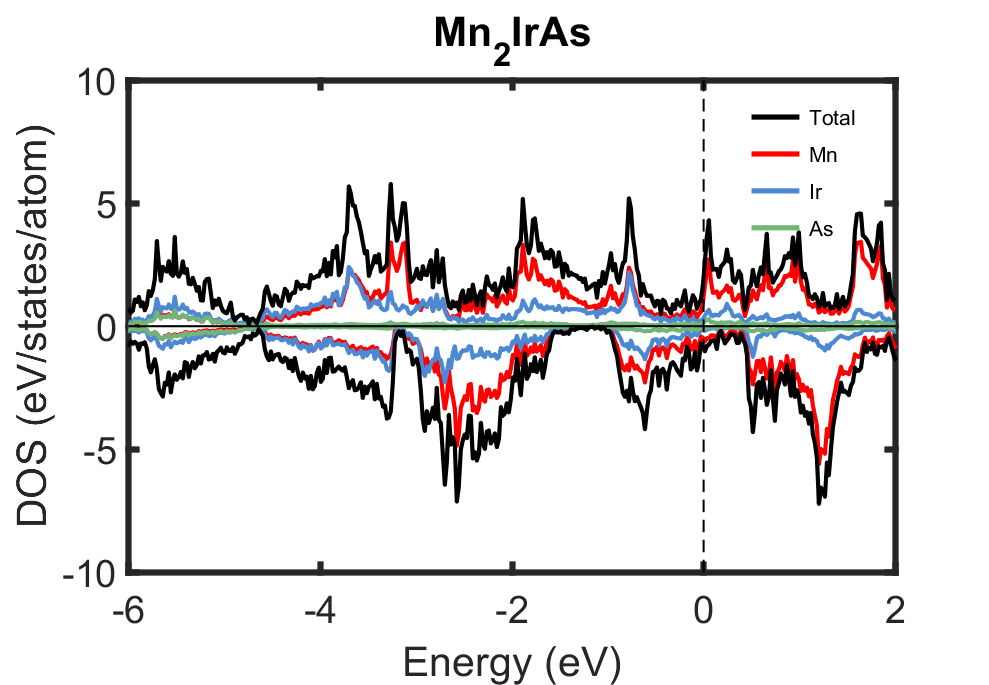 Mn2IrAs
10
5
0
-5
-10
DOS (eV/states/atom)
Total
Mn
Ir
As
-6 -4 -2 0 2
Energy (eV)